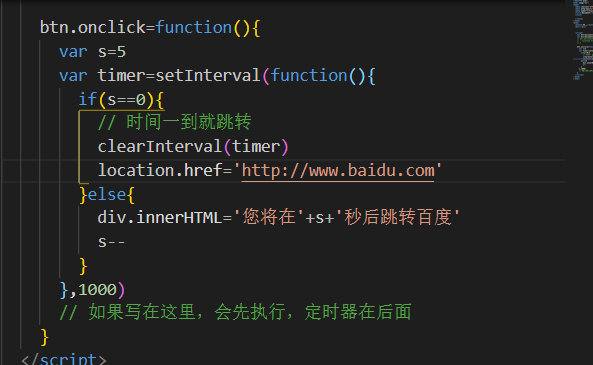 btn.onclick=function(){
var s=5
var timer=setInterval(function(){
if(s==0){
// 时间一到就跳转
clearInterval(timer)
location.href='http://www.baidu.com'
}else{
div.innerHTML='您将在'+s+'秒后跳转百度'
s--
}
},1000)
// 如果写在这里，会先执行，定时器在后面
}
</script>